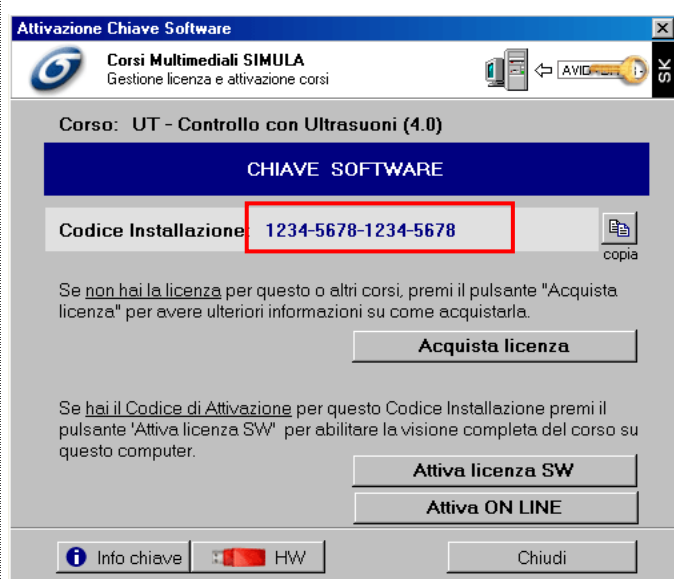 Attivazione Chiave Software
Corsi Multimediali SIMULA
Gestione licenza e attivazione corsi
SK
Corso: UT - Controllo con Ultrasuoni (4.0)
CHIAVE SOFTWARE
Codice Installazione: 1234-5678-1234-5678
copia
Se non hai la licenza per questo o altri corsi, premi il pulsante "Acquista
licenza" per avere ulteriori informazioni su come acquistarla.
Acquista licenza
Se hai il Codice di Attivazione per questo Codice Installazione premi il
pulsante 'Attiva licenza SW' per abilitare la visione completa del corso su
questo computer.
Attiva licenza SW
Attiva ON LINE
Info chiave
HW
Chiudi